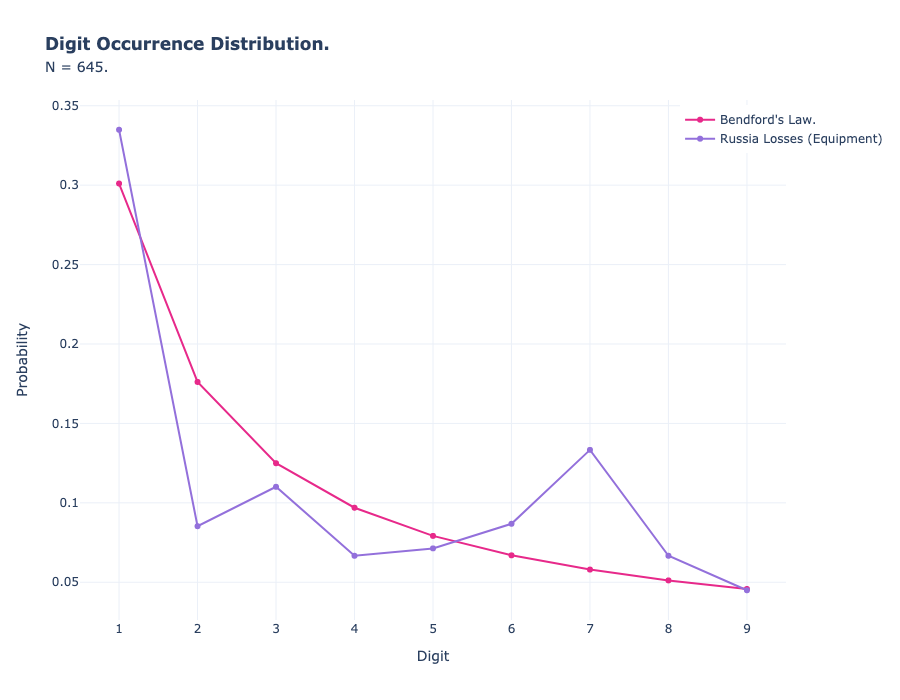 Digit Occurrence Distribution.
N = 645.
Bendford's Law.
Russia Losses (Equipment)
Probability
0.35
0.3
0.25
0.2
0.15
0.1
0.05
1 2 3 4 5 6 7 8 9
Digit